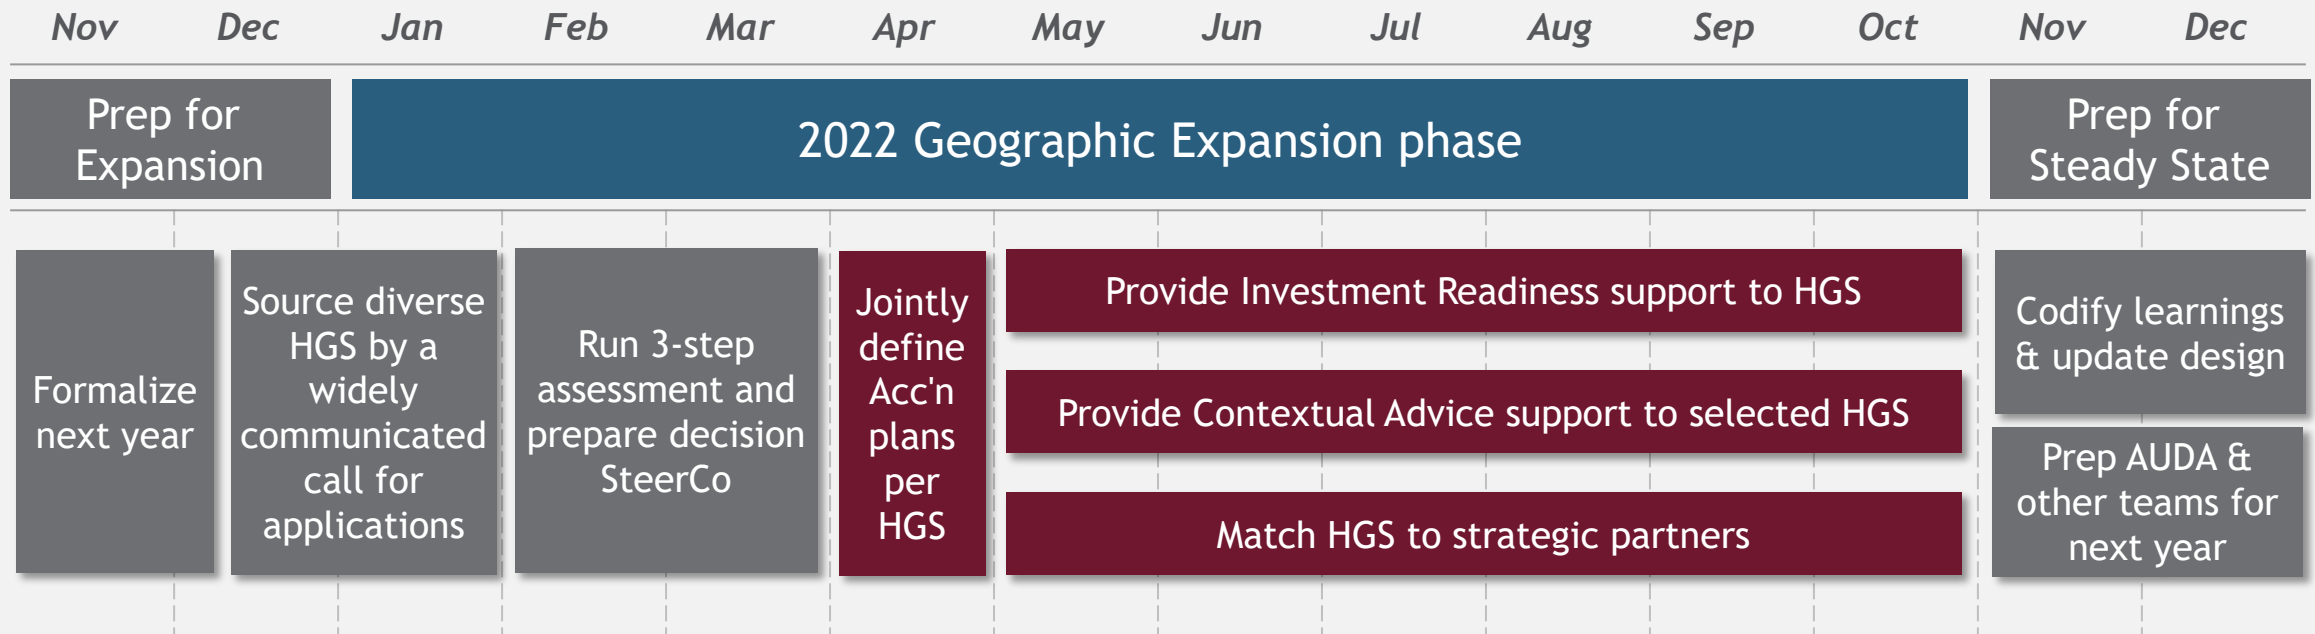 Nov Dec Jan Feb Mar Apr May Jun Jul Aug Sep Oct Nov Dec
Prep for
Expansion
2022 Geographic Expansion phase
Prep for
Steady State
Formalize
next year
Source diverse
HGS by a
widely
communicated
call for
applications
Run 3-step
assessment and
prepare decision
SteerCo
Jointly
define
Acc'n
plans
per
HGS
Provide Investment Readiness support to HGS
Provide Contextual Advice support to selected HGS
Match HGS to strategic partners
Codify learnings
& update design
Prep AUDA &
other teams for
next year